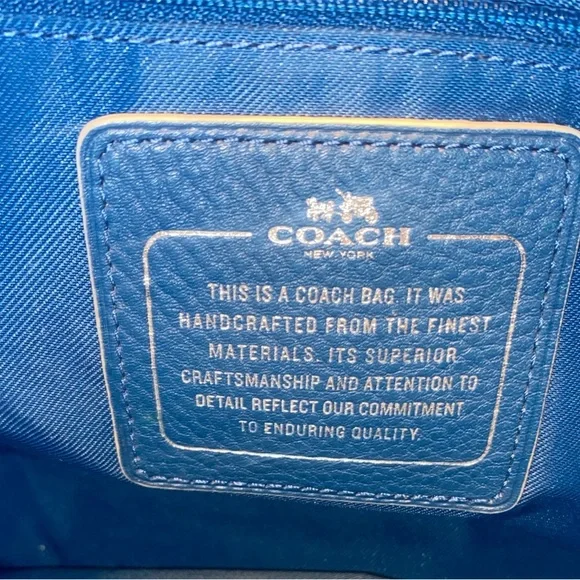 COACH
NEW YORK
THIS IS A COACH BAG. IT WAS
HANDCRAFTED FROM THE FINEST
MATERIALS. ITS SUPERIOR
CRAFTSMANSHIP AND ATTENTION TO
DETAIL REFLECT OUR COMMITMENT
TO ENDURING QUALITY.